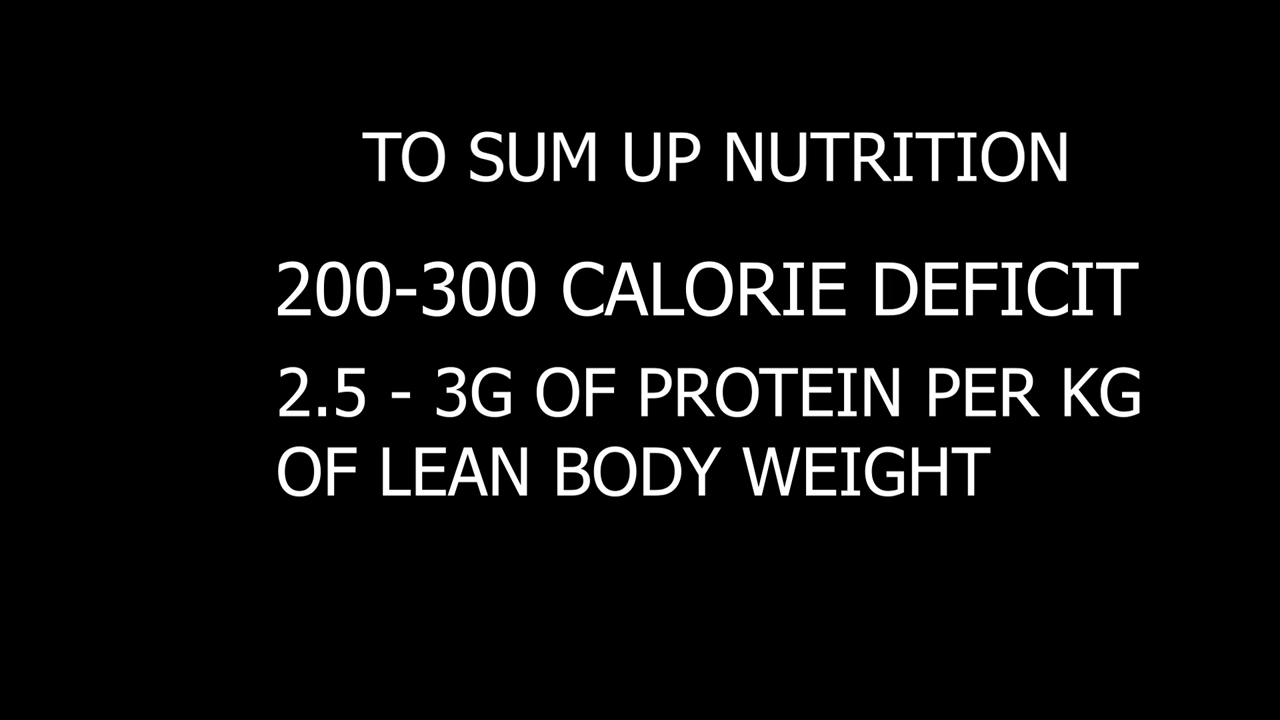 TO SUM UP NUTRITION
200-300 CALORIE DEFICIT
2.5 - 3G OF PROTEIN PER KG
OF LEAN BODY WEIGHT